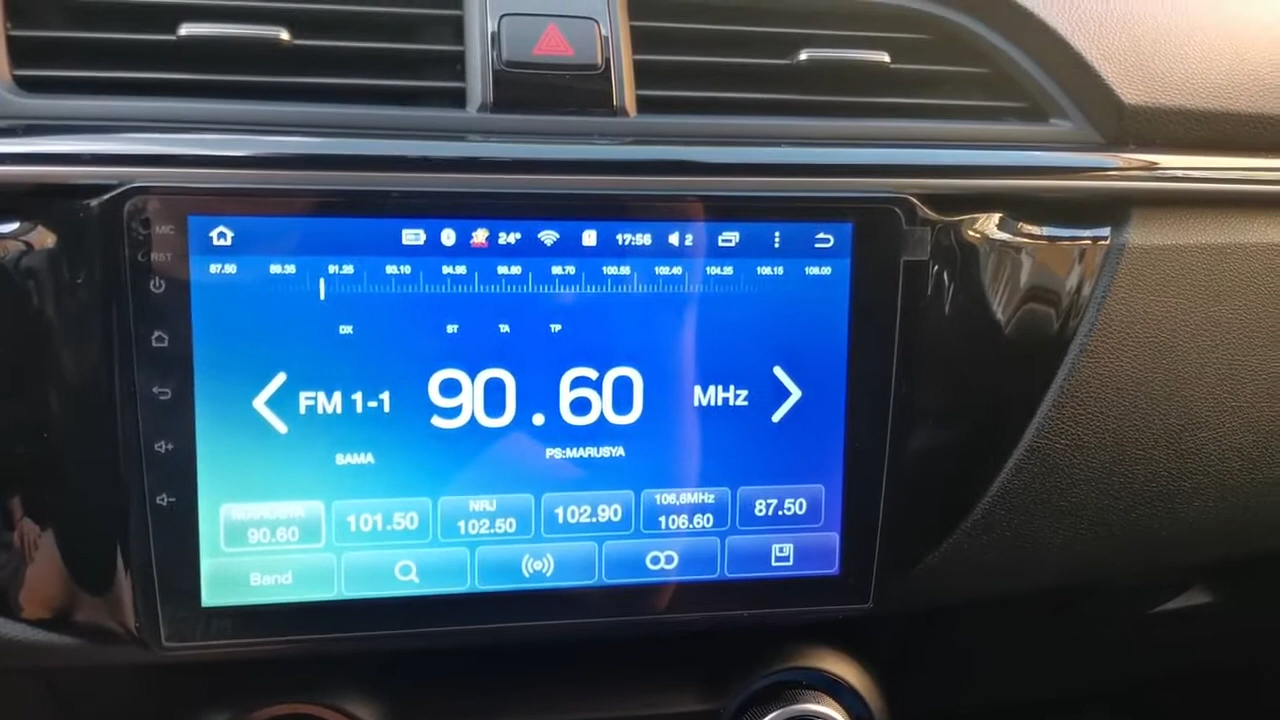 MIC
RST
24° 17:56 2
87.50 89.35 91.25 93.10 94.95 96.80 98.70 100.55 102.40 104.25 106.15 108.00
DX ST TA TP
FM 1-1 90.60 MHz
SAMA PS:MARUSYA
NRJ 106,6MHz
90.60 101.50 102.50 102.90 106.60 87.50
Band